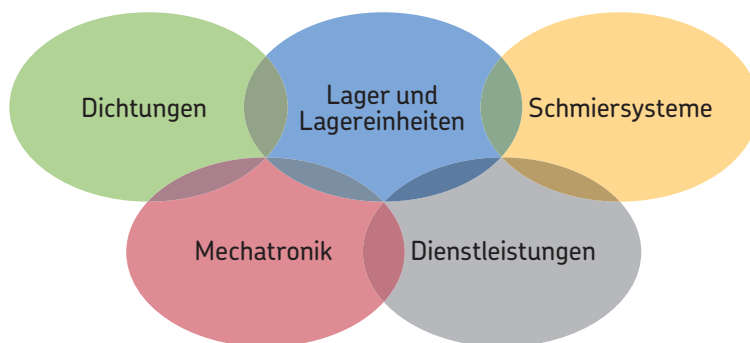 Dichtungen
Lager und
Lagereinheiten
Schmiersysteme
Mechatronik
Dienstleistungen